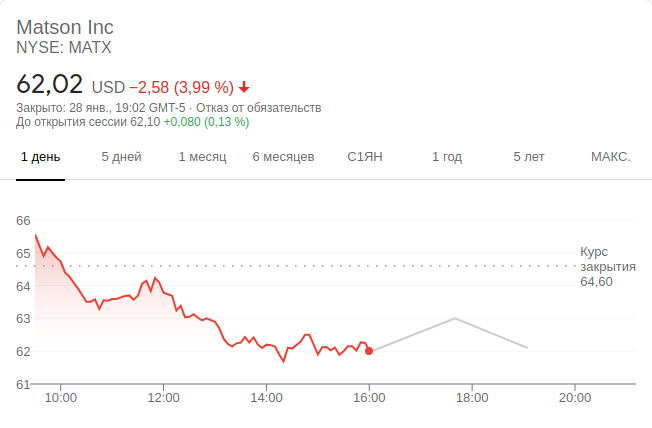 Matson Inc
NYSE: MATX
62,02 USD −2,58 (3,99 %)
Закрыто: 28 янв., 19:02 GMT-5 · Отказ от обязательств
До открытия сессии 62,10 +0,080 (0,13 %)
1 день 5 дней 1 месяц 6 месяцев С1ЯН 1 год 5 лет МАКС.
66
65
64
63
62
61
Курс
закрытия
64,60
10:00 12:00 14:00 16:00 18:00 20:00